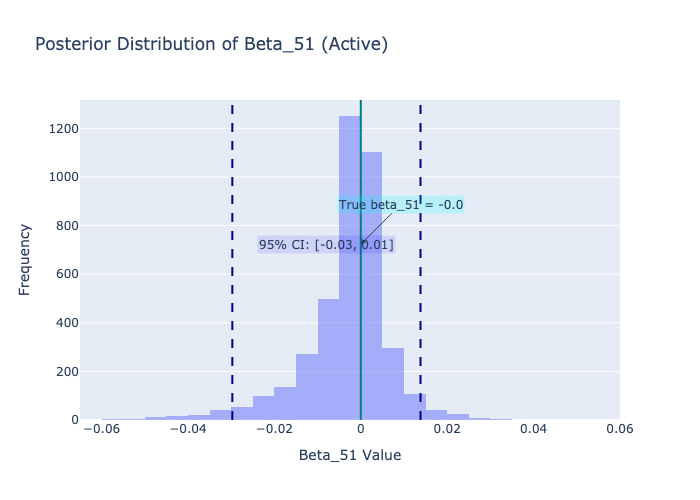 Posterior Distribution of Beta_51 (Active)
1200
1000
800
600
400
200
0
Frequency
True beta_51 = -0.0
95% CI: [-0.03, 0.01]
−0.06
−0.04
−0.02
0
0.02
0.04
0.06
Beta_51 Value